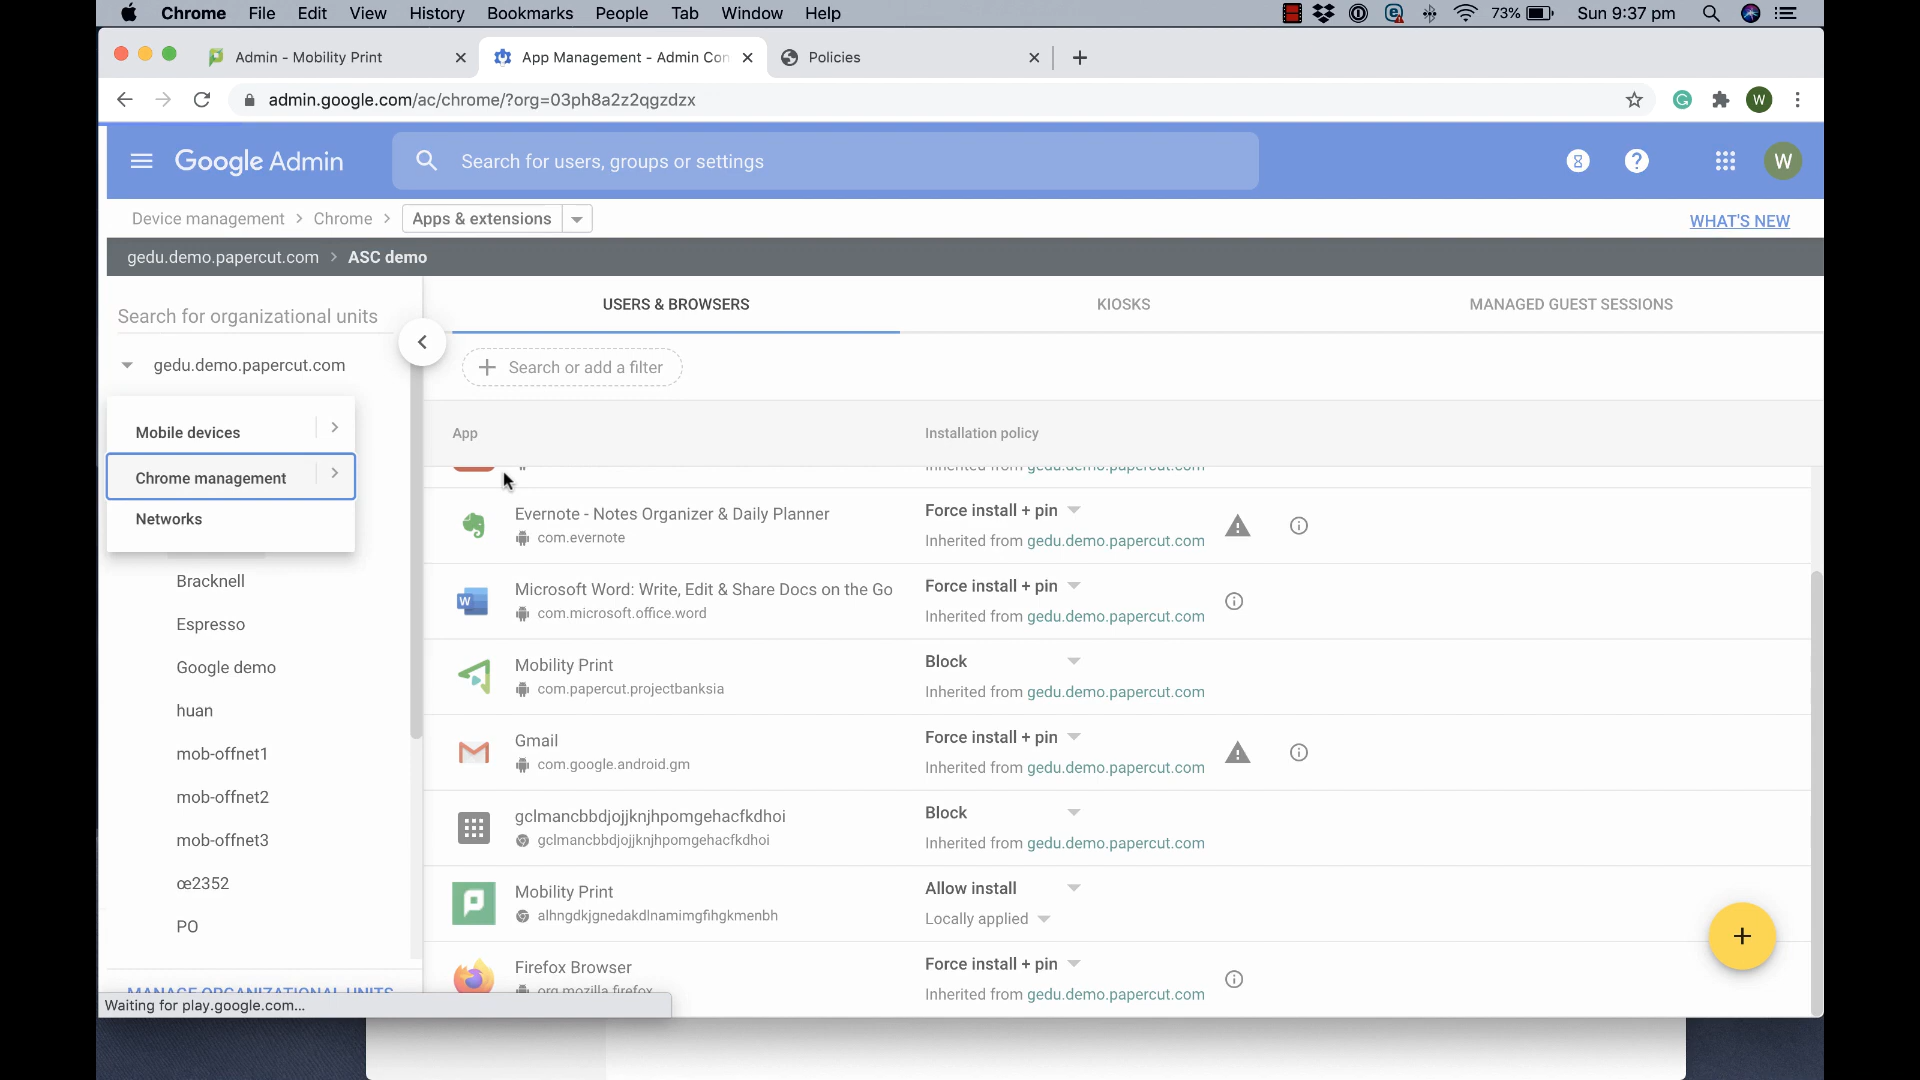 Chrome File Edit View History Bookmarks People Tab Window Help 73% Sun 9:37 pm
Admin - Mobility Print
App Management - Admin Con
Policies
admin.google.com/ac/chrome/?org=03ph8a2z2qgzdzx
W
Google Admin
Search for users, groups or settings
W
Device management > Chrome > Apps & extensions
WHAT'S NEW
gedu.demo.papercut.com > ASC demo
Search for organizational units
gedu.demo.papercut.com
Mobile devices
Chrome management
Networks
Bracknell
Espresso
Google demo
huan
mob-offnet1
mob-offnet2
mob-offnet3
œ2352
PO
MANAGE ORGANIZATIONAL UNITS
Waiting for play.google.com...
USERS & BROWSERS
KIOSKS
MANAGED GUEST SESSIONS
Search or add a filter
App
Installation policy
Inherited from gedu.demo.papercut.com
Evernote - Notes Organizer & Daily Planner
com.evernote
Force install + pin
Inherited from gedu.demo.papercut.com
Microsoft Word: Write, Edit & Share Docs on the Go
com.microsoft.office.word
Force install + pin
Inherited from gedu.demo.papercut.com
Mobility Print
com.papercut.projectbanksia
Block
Inherited from gedu.demo.papercut.com
Gmail
com.google.android.gm
Force install + pin
Inherited from gedu.demo.papercut.com
gclmancbbdjojjknjhpomgehacfkdhoi
gclmancbbdjojjknjhpomgehacfkdhoi
Block
Inherited from gedu.demo.papercut.com
Mobility Print
alhngdkjgnedakdlnamimgfihgkmenbh
Allow install
Locally applied
Firefox Browser
org.mozilla.firefox
Force install + pin
Inherited from gedu.demo.papercut.com